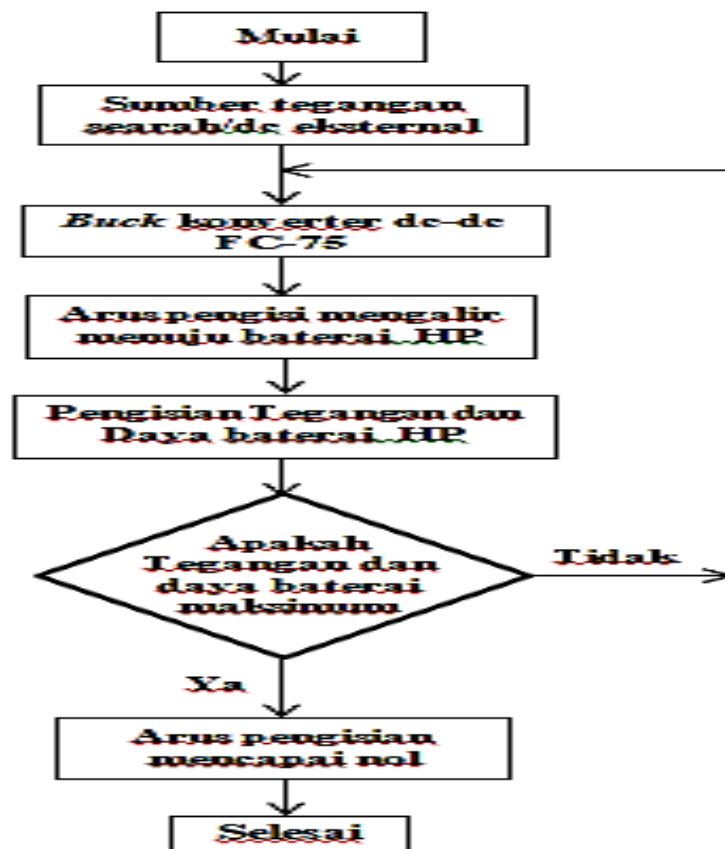 Mulai
Sumber tegangan
searah/dc eksternal
Buck konverter dc-dc
FC-75
Arus pengisi mengalir
menuju baterai HP
Pengisian Tegangan dan
Daya baterai HP
Apakah
Tegangan dan
daya baterai
maksimum
Tidak
Ya
Arus pengisian
mencapai nol
Selesai